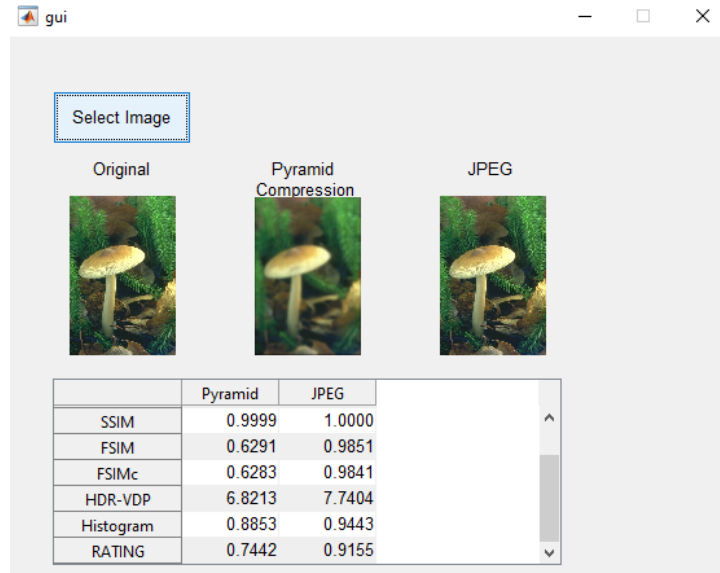 gui
Select Image
Original Pyramid JPEG
Compression
Pyramid JPEG
SSIM 0.9999 1.0000
FSIM 0.6291 0.9851
FSIMc 0.6283 0.9841
HDR-VDP 6.8213 7.7404
Histogram 0.8853 0.9443
RATING 0.7442 0.9155